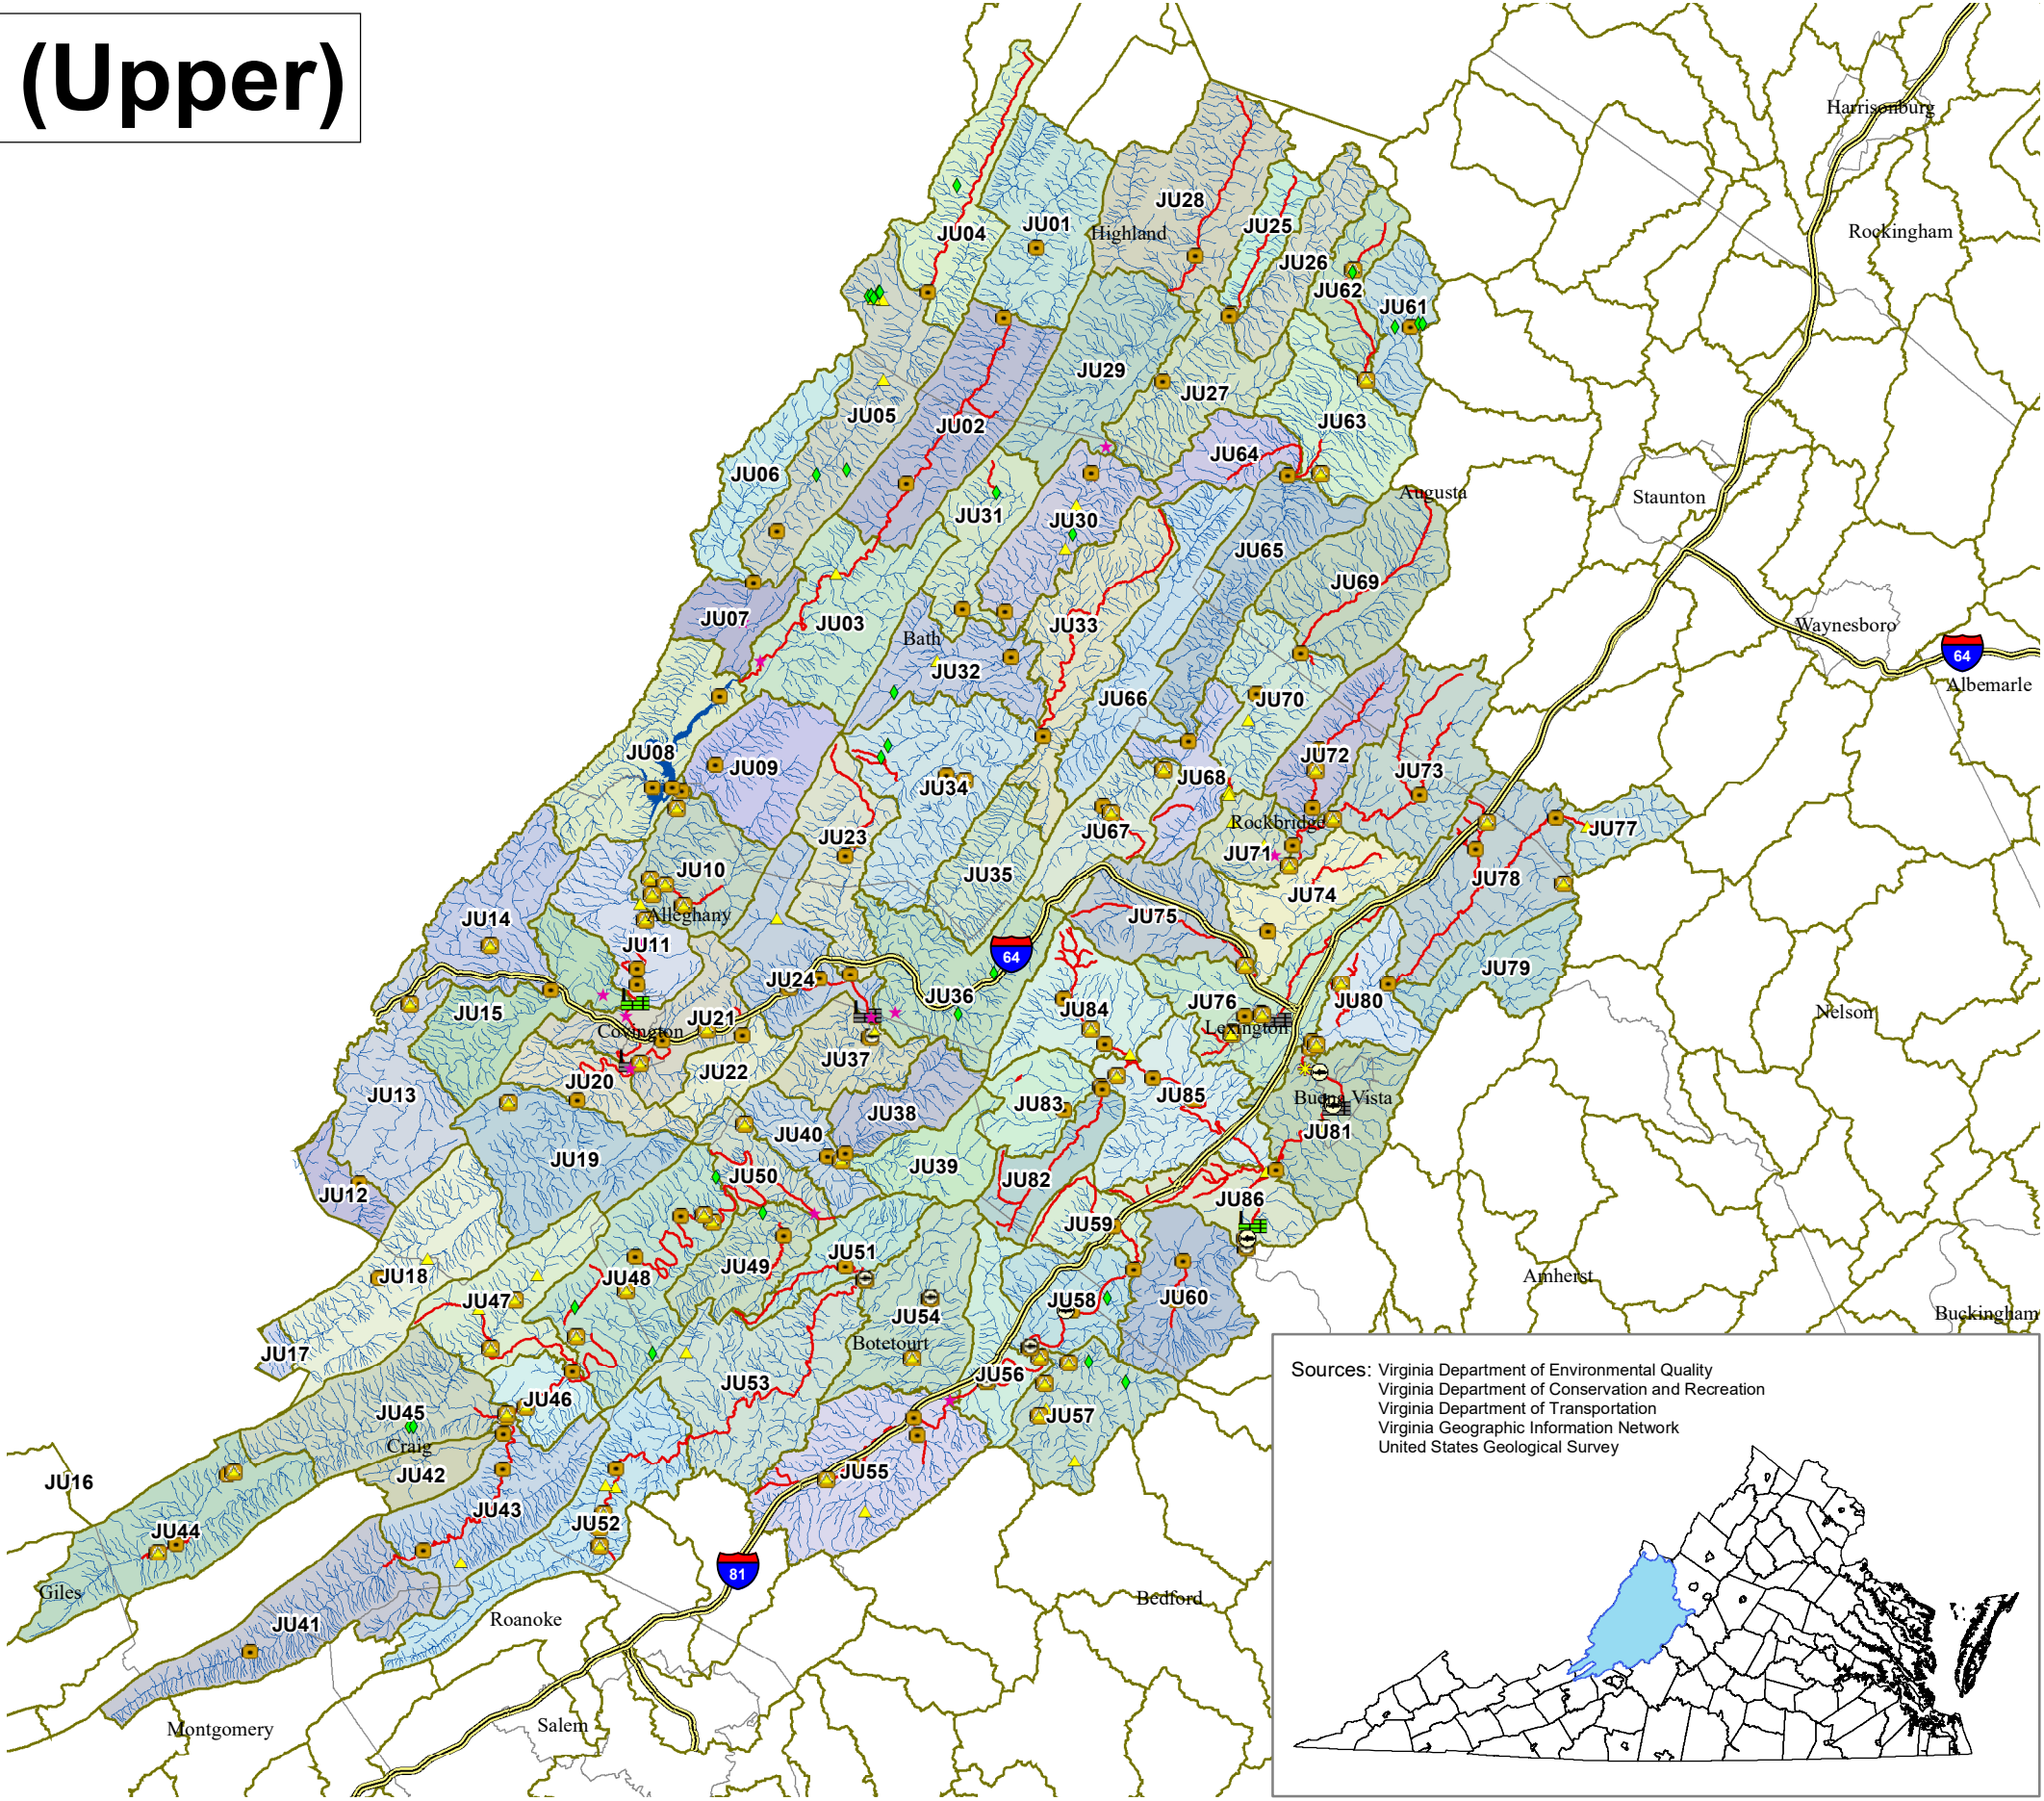 (Upper)
Harrisonburg
JU28
JU04
JU01
Highland
JU25
Rockingham
JU26
JU62
JU61
JU29
JU27
JU05
JU02
JU63
JU64
JU06
Augusta
Staunton
JU31
JU30
JU65
JU69
JU07
JU03
JU33
Bath
Waynesboro
64
JU32
Albemarle
JU66
JU70
JU08
JU09
JU72
JU73
JU68
JU34
JU23
JU67
Rockbridge
JU77
JU71
JU10
JU35
JU78
JU74
JU14
Alleghany
JU75
JU11
64
JU79
JU24
JU36
JU76
JU80
JU84
JU15
JU21
Lexington
Nelson
Covington
JU37
JU22
JU20
JU13
JU83
JU85
Buena Vista
JU38
JU40
JU81
JU19
JU39
JU50
JU82
JU12
JU86
JU59
JU51
JU49
JU18
JU48
Amherst
JU47
JU58
JU60
JU54
Buckingham
Botetourt
JU17
JU56
JU53
JU46
JU45
JU57
Craig
JU42
JU55
JU16
JU43
JU52
JU44
81
Giles
Bedford
JU41
Roanoke
Montgomery
Salem
Sources: Virginia Department of Environmental Quality
Virginia Department of Conservation and Recreation
Virginia Department of Transportation
Virginia Geographic Information Network
United States Geological Survey